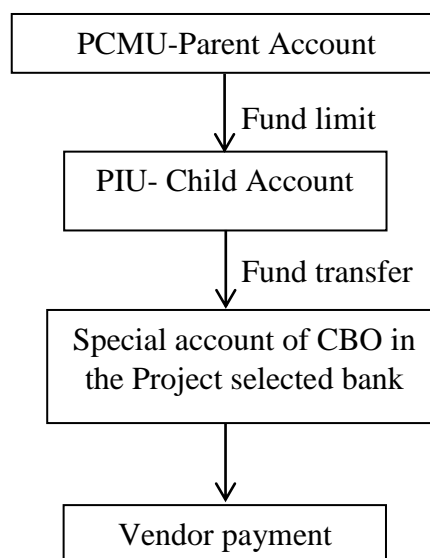 PCMU-Parent Account
Fund limit
PIU- Child Account
Fund transfer
Special account of CBO in
the Project selected bank
Vendor payment